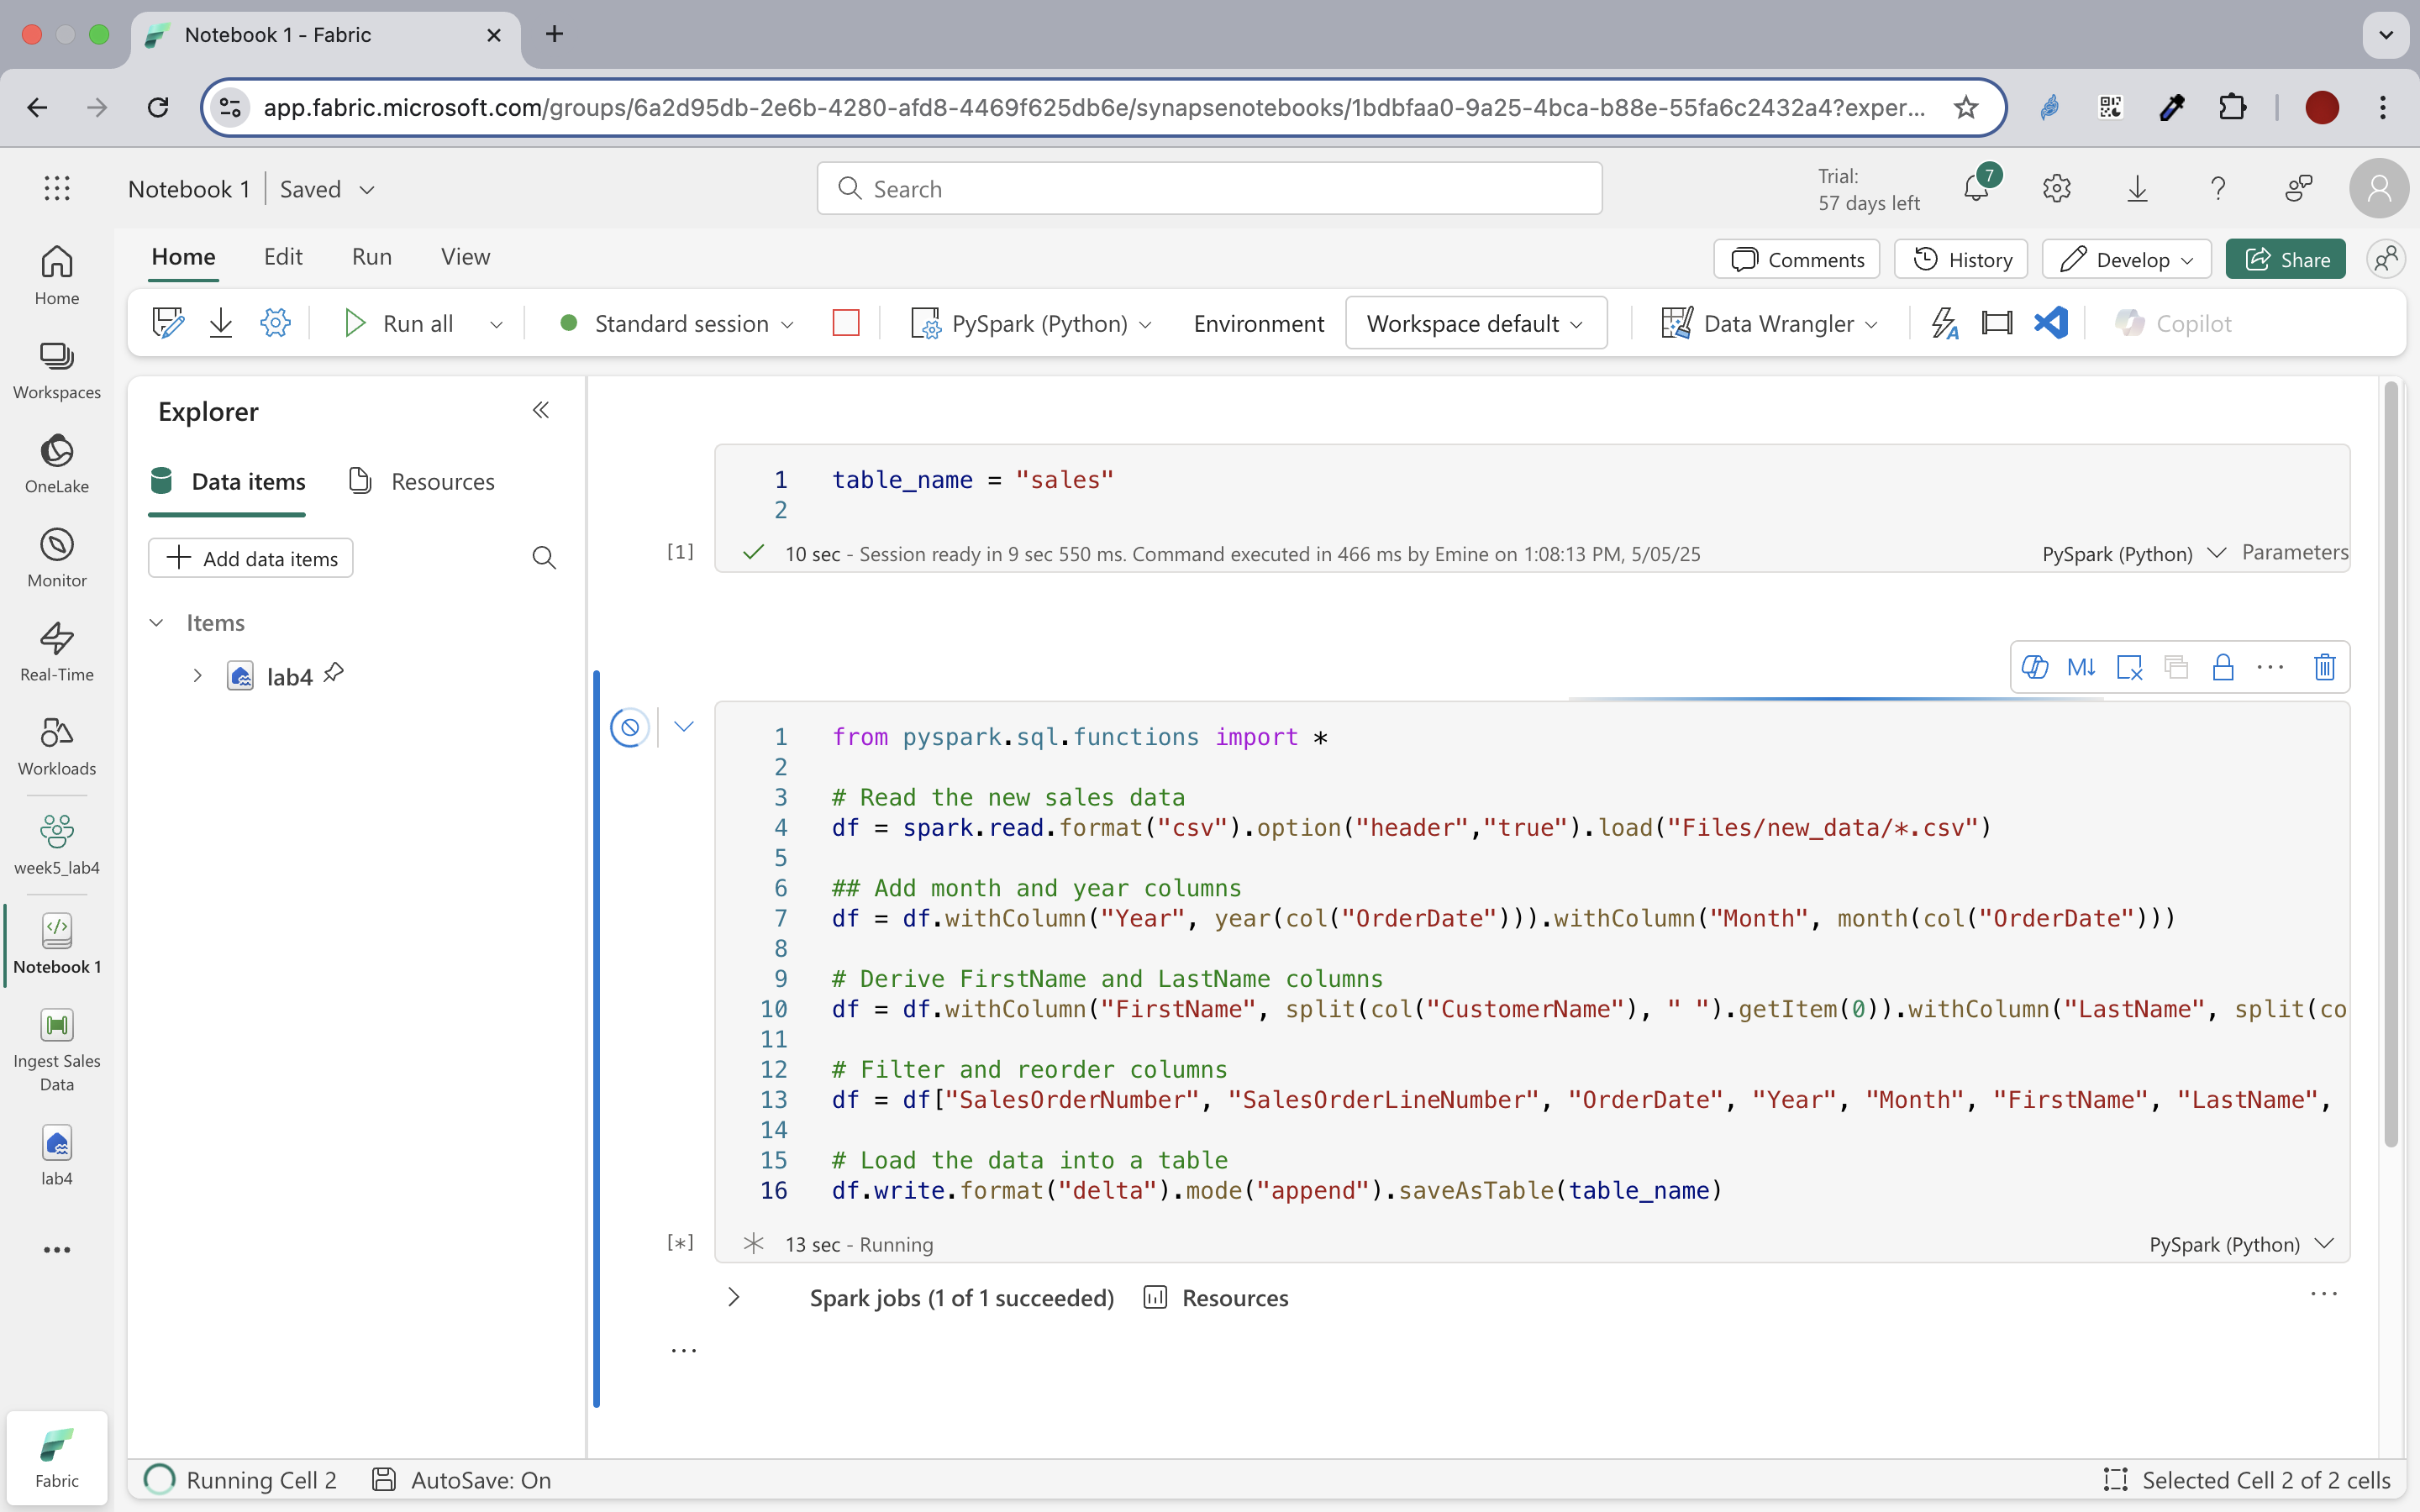 Notebook 1 - Fabric
app.fabric.microsoft.com/groups/6a2d95db-2e6b-4280-afd8-4469f625db6e/synapsenotebooks/1bdbfaa0-9a25-4bca-b88e-55fa6c2432a4?exper...
Notebook 1 Saved
Search
Trial:
57 days left
7
Home Edit Run View
Comments History Develop Share
Run all Standard session PySpark (Python) Environment Workspace default Data Wrangler Copilot
Home
Workspaces
OneLake
Monitor
Real-Time
Workloads
week5_lab4
Notebook 1
Ingest Sales
Data
lab4
Fabric
Explorer
Data items Resources
Add data items
Items
lab4
1 table_name = "sales"
2
[1] 10 sec - Session ready in 9 sec 550 ms. Command executed in 466 ms by Emine on 1:08:13 PM, 5/05/25 PySpark (Python) Parameters
M↓
1 from pyspark.sql.functions import *
2
3 # Read the new sales data
4 df = spark.read.format("csv").option("header","true").load("Files/new_data/*.csv")
5
6 ## Add month and year columns
7 df = df.withColumn("Year", year(col("OrderDate"))).withColumn("Month", month(col("OrderDate")))
8
9 # Derive FirstName and LastName columns
10 df = df.withColumn("FirstName", split(col("CustomerName"), " ").getItem(0)).withColumn("LastName", split(co
11
12 # Filter and reorder columns
13 df = df["SalesOrderNumber", "SalesOrderLineNumber", "OrderDate", "Year", "Month", "FirstName", "LastName",
14
15 # Load the data into a table
16 df.write.format("delta").mode("append").saveAsTable(table_name)
[*] 13 sec - Running PySpark (Python)
Spark jobs (1 of 1 succeeded) Resources
Running Cell 2 AutoSave: On Selected Cell 2 of 2 cells